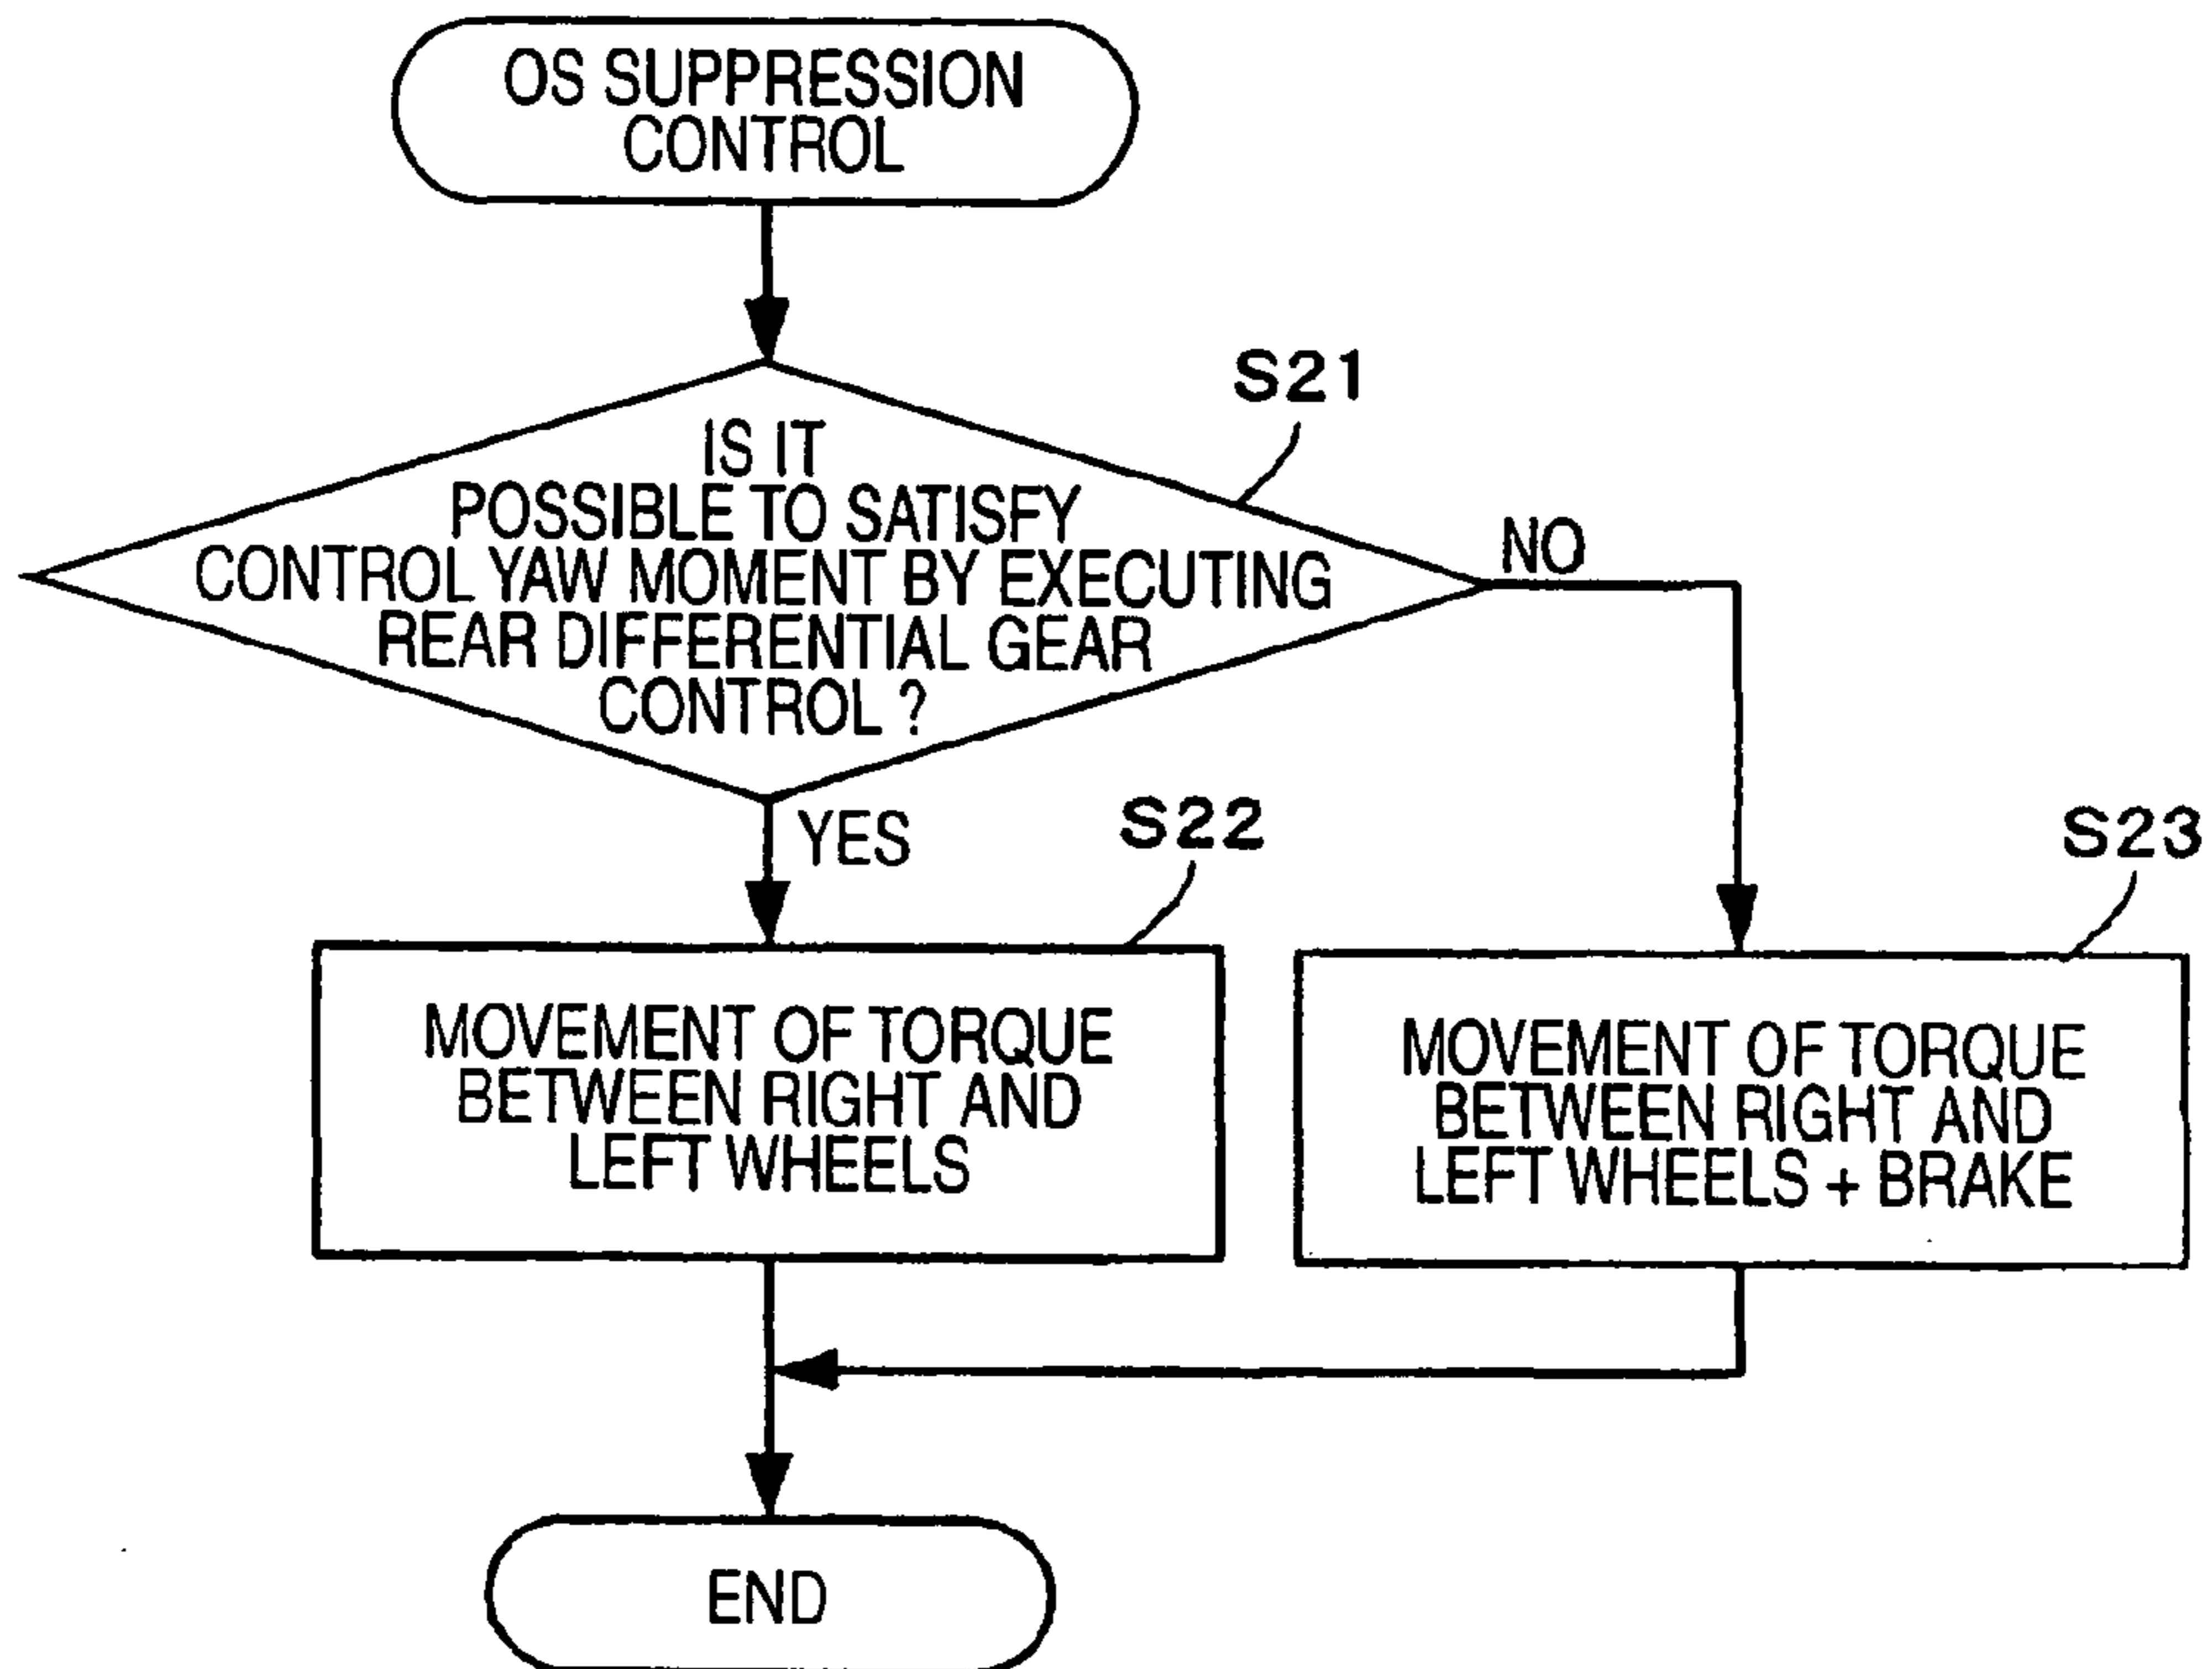 OS SUPPRESSION
CONTROL
S21
IS IT
POSSIBLE TO SATISFY
CONTROL YAW MOMENT BY EXECUTING
REAR DIFFERENTIAL GEAR
CONTROL ?
NO
YES
S22
S23
MOVEMENT OF TORQUE
BETWEEN RIGHT AND
LEFT WHEELS
MOVEMENT OF TORQUE
BETWEEN RIGHT AND
LEFT WHEELS + BRAKE
END